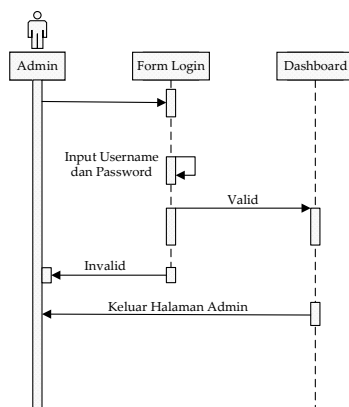 Admin
Form Login
Dashboard
Input Username
dan Password
Valid
Invalid
Keluar Halaman Admin